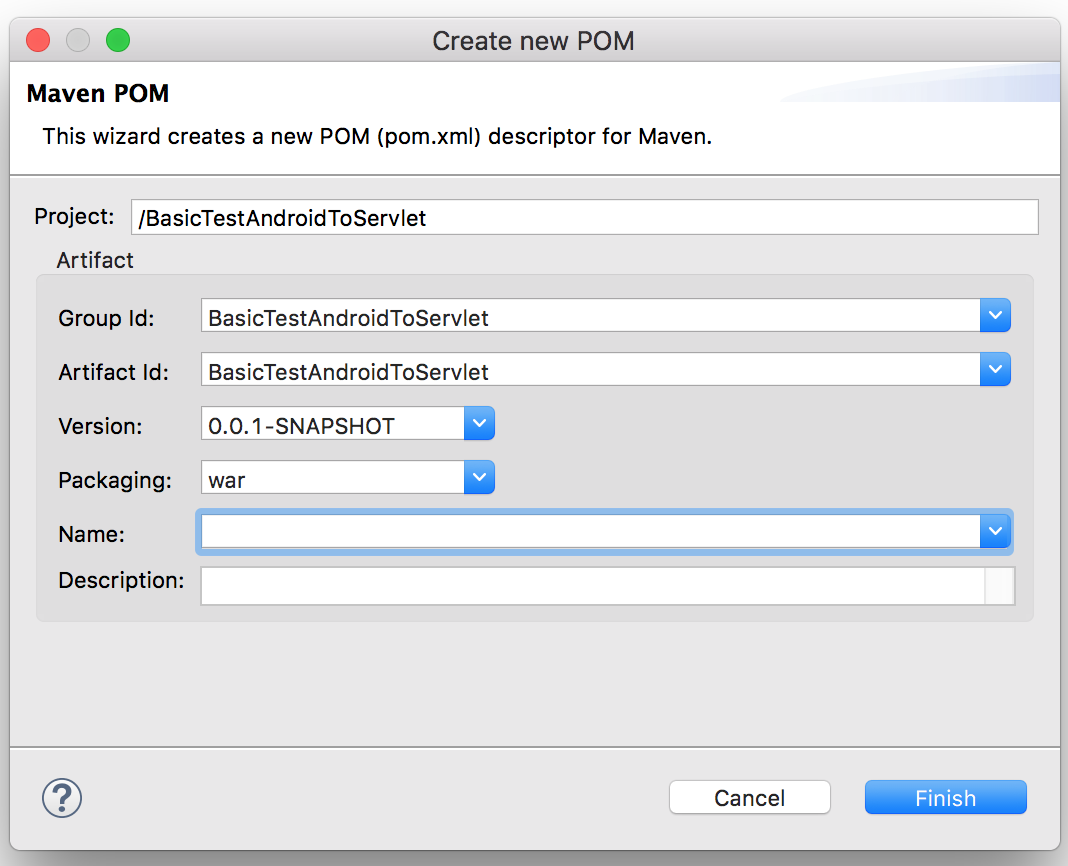 Create new POM
Maven POM
This wizard creates a new POM (pom.xml) descriptor for Maven.
Project: /BasicTestAndroidToServlet
Artifact
Group Id: BasicTestAndroidToServlet
Artifact Id: BasicTestAndroidToServlet
Version: 0.0.1-SNAPSHOT
Packaging: war
Name:
Description:
? Cancel Finish